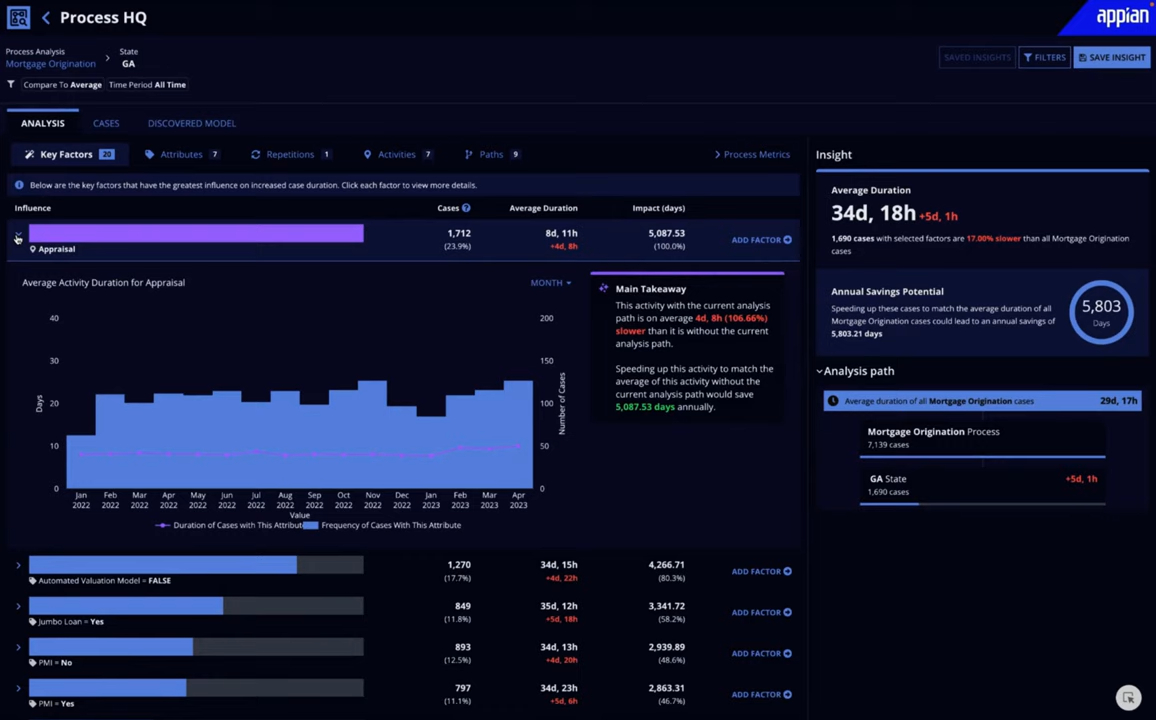 Process HQ
appian
Process Analysis
Mortgage Origination
State
GA
SAVED INSIGHTS
FILTERS
SAVE INSIGHT
Compare To Average
Time Period All Time
ANALYSIS
CASES
DISCOVERED MODEL
Key Factors 20
Attributes 7
Repetitions 1
Activities 7
Paths 9
Process Metrics
Below are the key factors that have the greatest influence on increased case duration. Click each factor to view more details.
Influence
Cases
Average Duration
Impact (days)
Appraisal
1,712
(23.9%)
8d, 11h
+4d, 8h
5,087.53
(100.0%)
ADD FACTOR
Average Activity Duration for Appraisal
MONTH
40
30
20
10
0
Days
200
150
100
50
0
Number of Cases
Jan 2022
Feb 2022
Mar 2022
Apr 2022
May 2022
Jun 2022
Jul 2022
Aug 2022
Sep 2022
Oct 2022
Nov 2022
Dec 2022
Jan 2023
Feb 2023
Mar 2023
Apr 2023
Value
Duration of Cases with This Attribute
Frequency of Cases With This Attribute
Main Takeaway
This activity with the current analysis
path is on average 4d, 8h (106.66%)
slower than it is without the current
analysis path.
Speeding up this activity to match the
average of this activity without the
current analysis path would save
5,087.53 days annually.
Automated Valuation Model = FALSE
1,270
(17.7%)
34d, 15h
+4d, 22h
4,266.71
(80.3%)
ADD FACTOR
Jumbo Loan = Yes
849
(11.8%)
35d, 12h
+5d, 18h
3,341.72
(58.2%)
ADD FACTOR
PMI = No
893
(12.5%)
34d, 13h
+4d, 20h
2,939.89
(48.6%)
ADD FACTOR
PMI = Yes
797
(11.1%)
34d, 23h
+5d, 6h
2,863.31
(46.7%)
ADD FACTOR
Insight
Average Duration
34d, 18h +5d, 1h
1,690 cases with selected factors are 17.00% slower than all Mortgage Origination
cases
Annual Savings Potential
Speeding up these cases to match the average duration of all
Mortgage Origination cases could lead to an annual savings of
5,803.21 days
5,803
Days
Analysis path
Average duration of all Mortgage Origination cases 29d, 17h
Mortgage Origination Process
7,139 cases
GA State +5d, 1h
1,690 cases